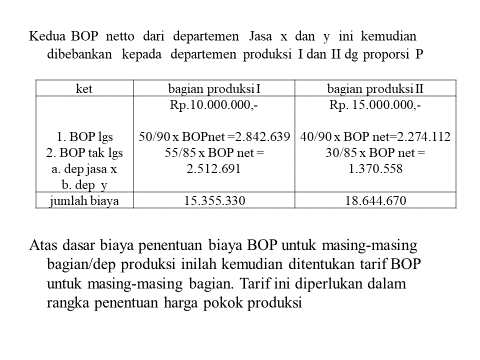 Kedua BOP netto dari departemen Jasa x dan y ini kemudian
dibebankan kepada departemen produksi I dan II dg proporsi P
ket bagian produksi I bagian produksi II
Rp.10.000.000,- Rp. 15.000.000,-
1. BOP lgs 50/90 x BOPnet =2.842.639 40/90 x BOP net=2.274.112
2. BOP tak lgs 55/85 x BOP net = 30/85 x BOP net =
a. dep jasa x 2.512.691 1.370.558
b. dep y
jumlah biaya 15.355.330 18.644.670
Atas dasar biaya penentuan biaya BOP untuk masing-masing
bagian/dep produksi inilah kemudian ditentukan tarif BOP
untuk masing-masing bagian. Tarif ini diperlukan dalam
rangka penentuan harga pokok produksi